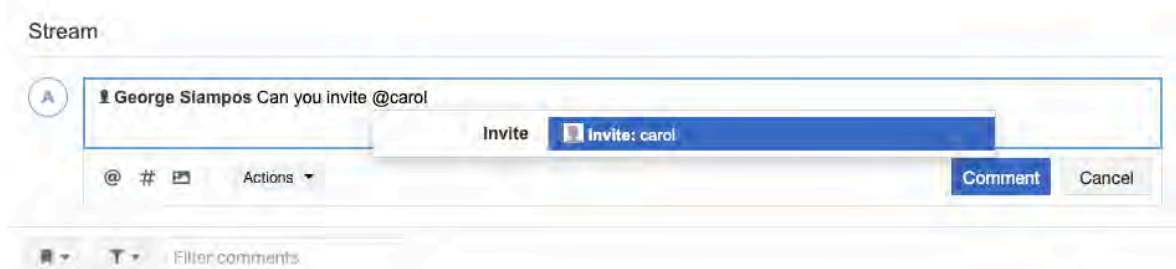 Stream
A
George Siampos Can you invite @carol
Invite Invite: carol
@ # Actions Comment Cancel
Filter comments